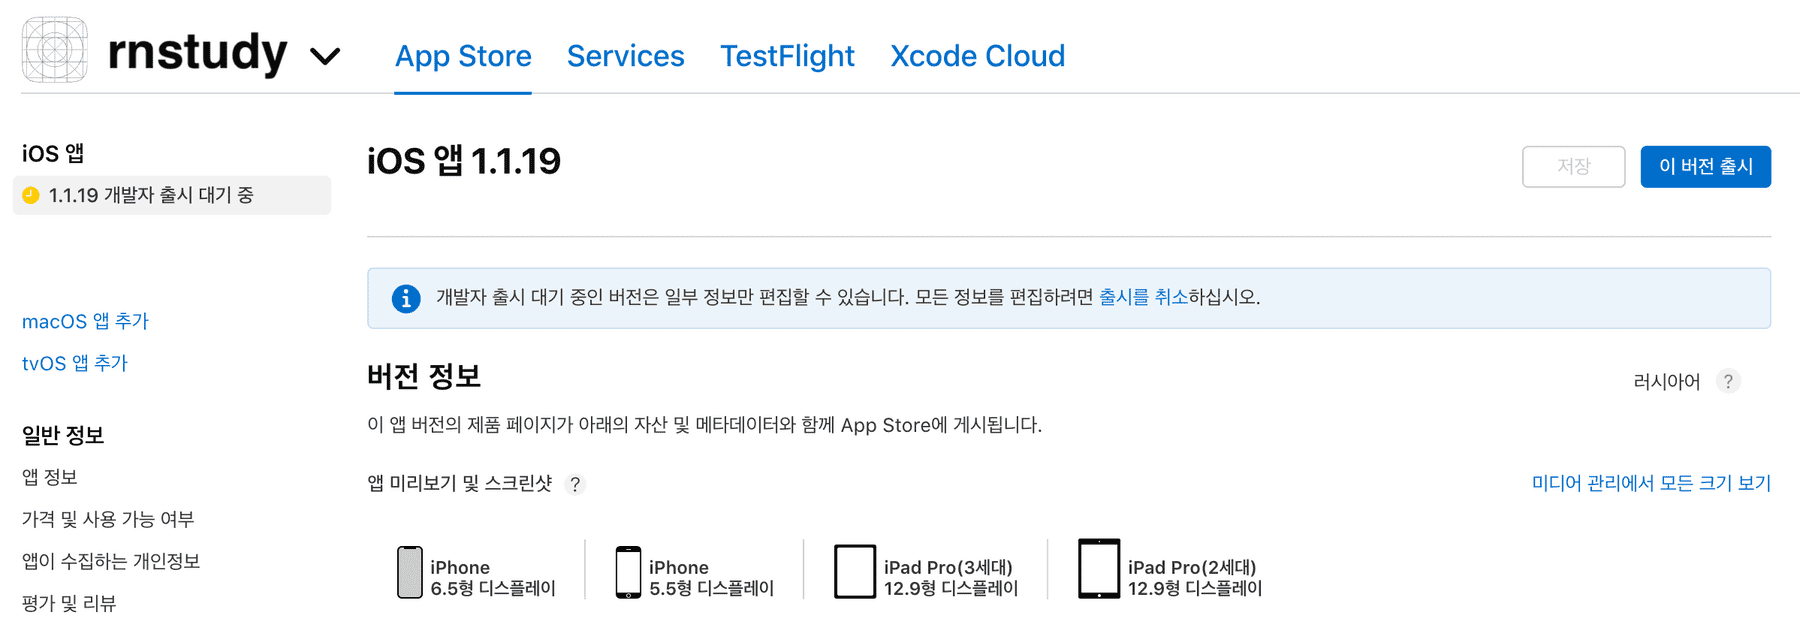 rnstudy
App Store Services TestFlight Xcode Cloud
iOS 앱
1.1.19 개발자 출시 대기 중
macOS 앱 추가
tvOS 앱 추가
일반 정보
앱 정보
가격 및 사용 가능 여부
앱이 수집하는 개인정보
평가 및 리뷰
iOS 앱 1.1.19
저장
이 버전 출시
개발자 출시 대기 중인 버전은 일부 정보만 편집할 수 있습니다. 모든 정보를 편집하려면 출시를 취소하십시오.
버전 정보
러시아어 ?
이 앱 버전의 제품 페이지가 아래의 자산 및 메타데이터와 함께 App Store에 게시됩니다.
앱 미리보기 및 스크린샷 ?
미디어 관리에서 모든 크기 보기
iPhone
6.5형 디스플레이
iPhone
5.5형 디스플레이
iPad Pro(3세대)
12.9형 디스플레이
iPad Pro(2세대)
12.9형 디스플레이